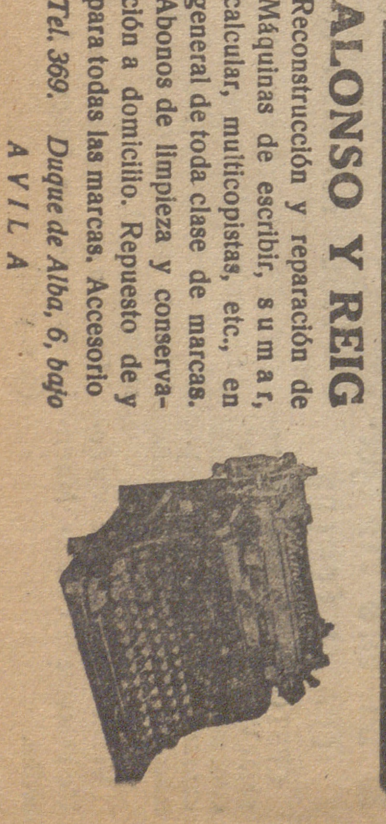 ALONSO Y REIG
Reconstrucción y reparación de
Máquinas de escribir, sumar,
calcular, multicopistas, etc., en
general de toda clase de marcas.
Abonos de limpieza y conserva-
ción a domicilio. Repuesto de y
para todas las marcas. Accesorio
Tel. 369. Duque de Alba, 6, bajo
AVILA